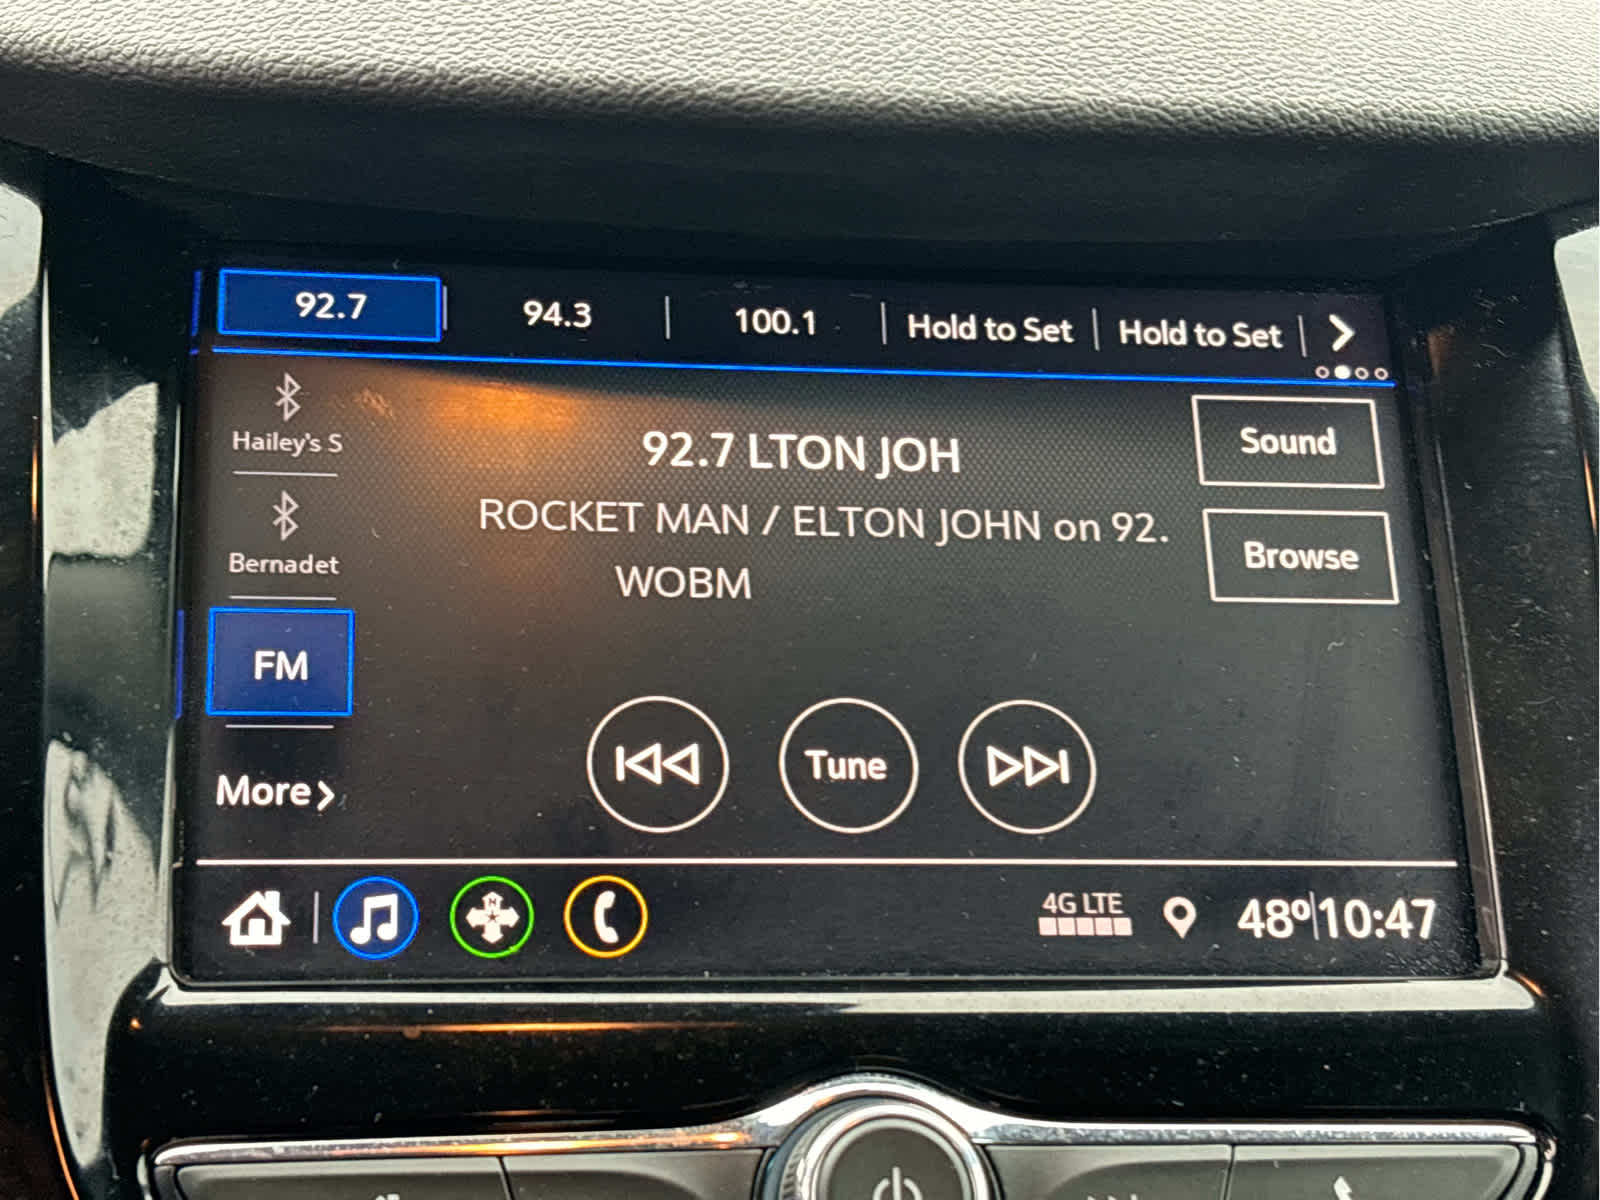 92.7 | 94.3 | 100.1 | Hold to Set | Hold to Set
Hailey's S
92.7 LTON JOH
Sound
ROCKET MAN / ELTON JOHN on 92.
WOBM
Browse
Bernadet
FM
More
Tune
4G LTE
48º 10:47